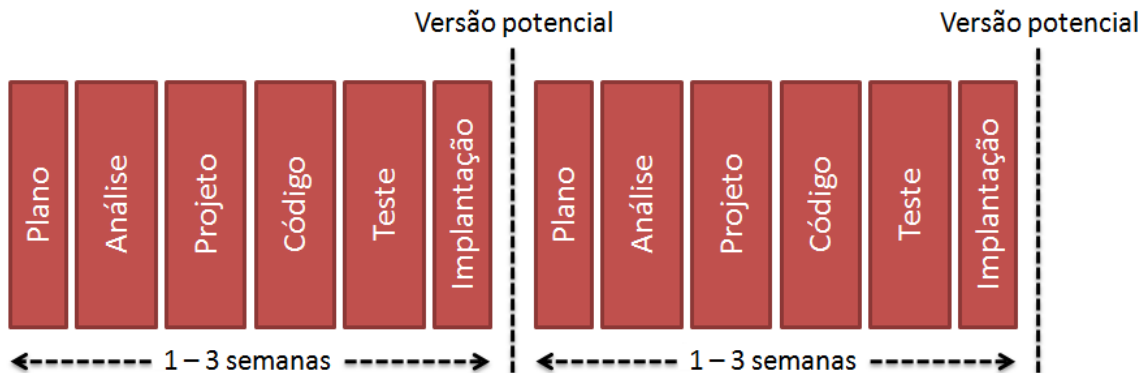 Versão potencial
Versão potencial
Plano
Análise
Projeto
Código
Teste
Implantação
Plano
Análise
Projeto
Código
Teste
Implantação
1 – 3 semanas
1 – 3 semanas